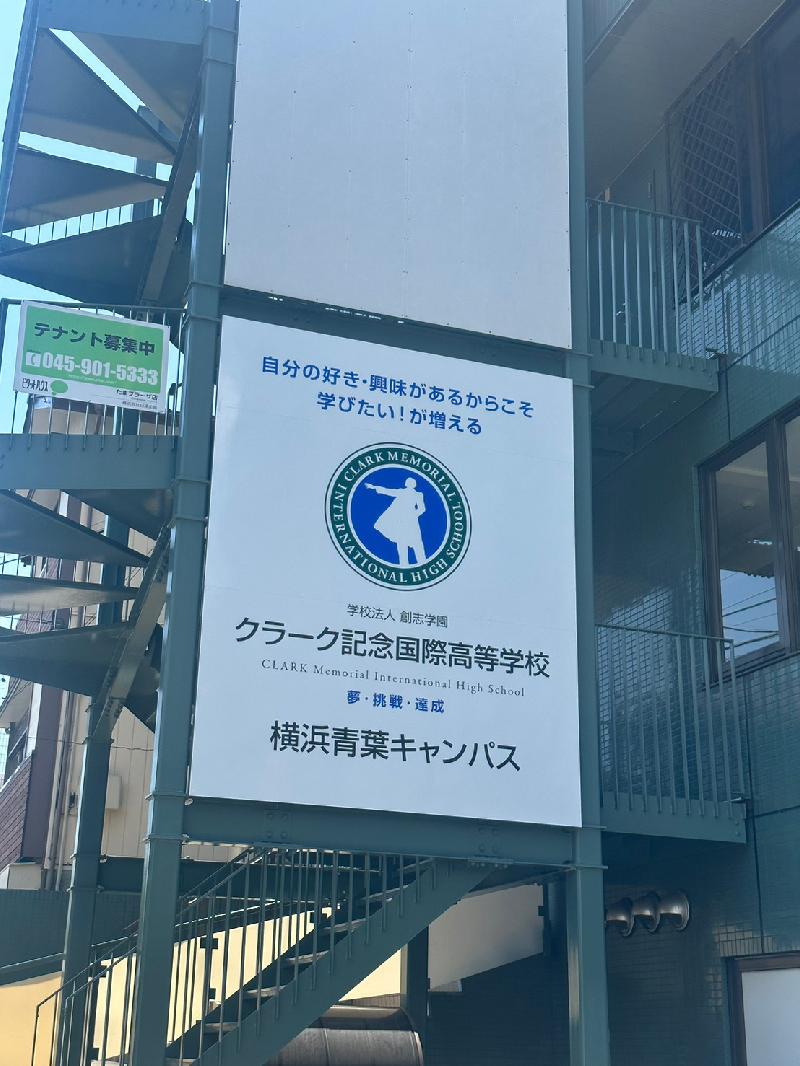 テナント募集中
045-901-5333
自分の好き・興味があるからこそ
学びたい！が増える
CLARK MEMORIAL INTERNATIONAL HIGH SCHOOL
学校法人 創志学園
クラーク記念国際高等学校
CLARK Memorial International High School
夢・挑戦・達成
横浜青葉キャンパス